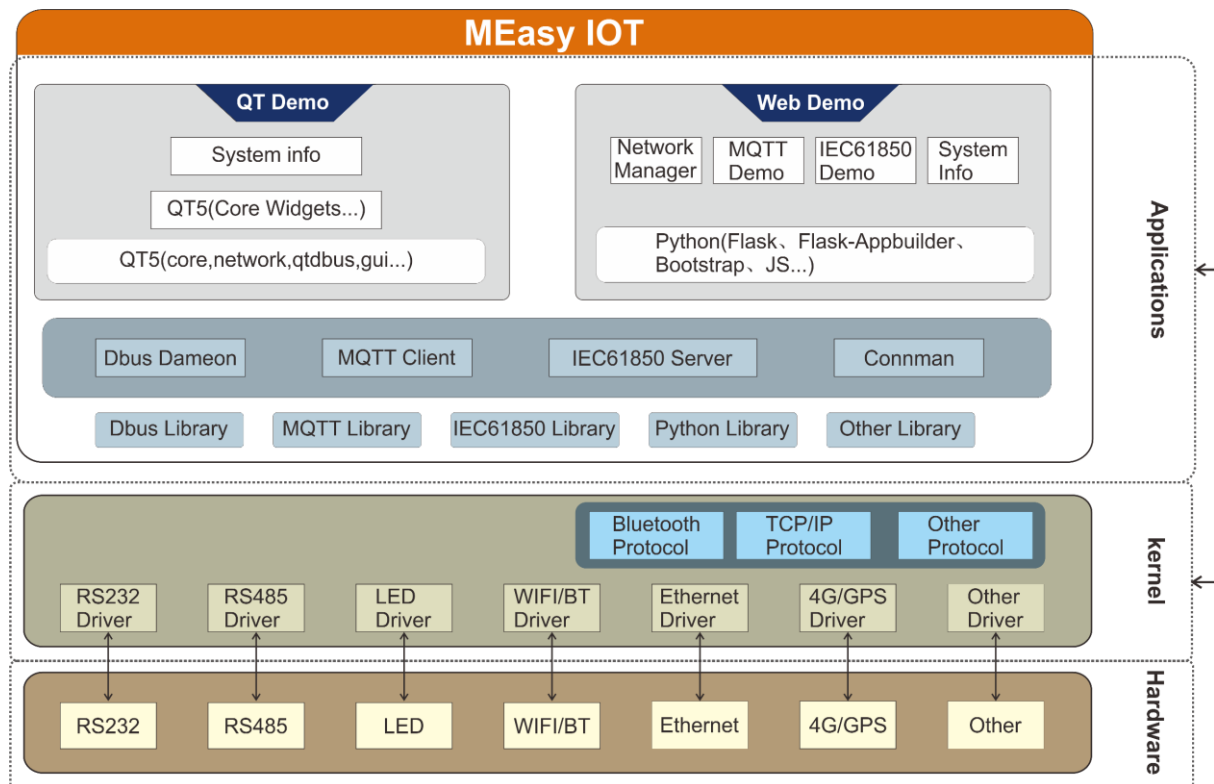 MEasy IOT
QT Demo
System info
QT5(Core Widgets...)
QT5(core,network,qtdbus,gui...)
Web Demo
Network
Manager
MQTT
Demo
IEC61850
Demo
System
Info
Python(Flask、Flask-Appbuilder、
Bootstrap、JS...)
Applications
Dbus Dameon
MQTT Client
IEC61850 Server
Connman
Dbus Library
MQTT Library
IEC61850 Library
Python Library
Other Library
Bluetooth
Protocol
TCP/IP
Protocol
Other
Protocol
kernel
RS232
Driver
RS485
Driver
LED
Driver
WIFI/BT
Driver
Ethernet
Driver
4G/GPS
Driver
Other
Driver
RS232
RS485
LED
WIFI/BT
Ethernet
4G/GPS
Other
Hardware